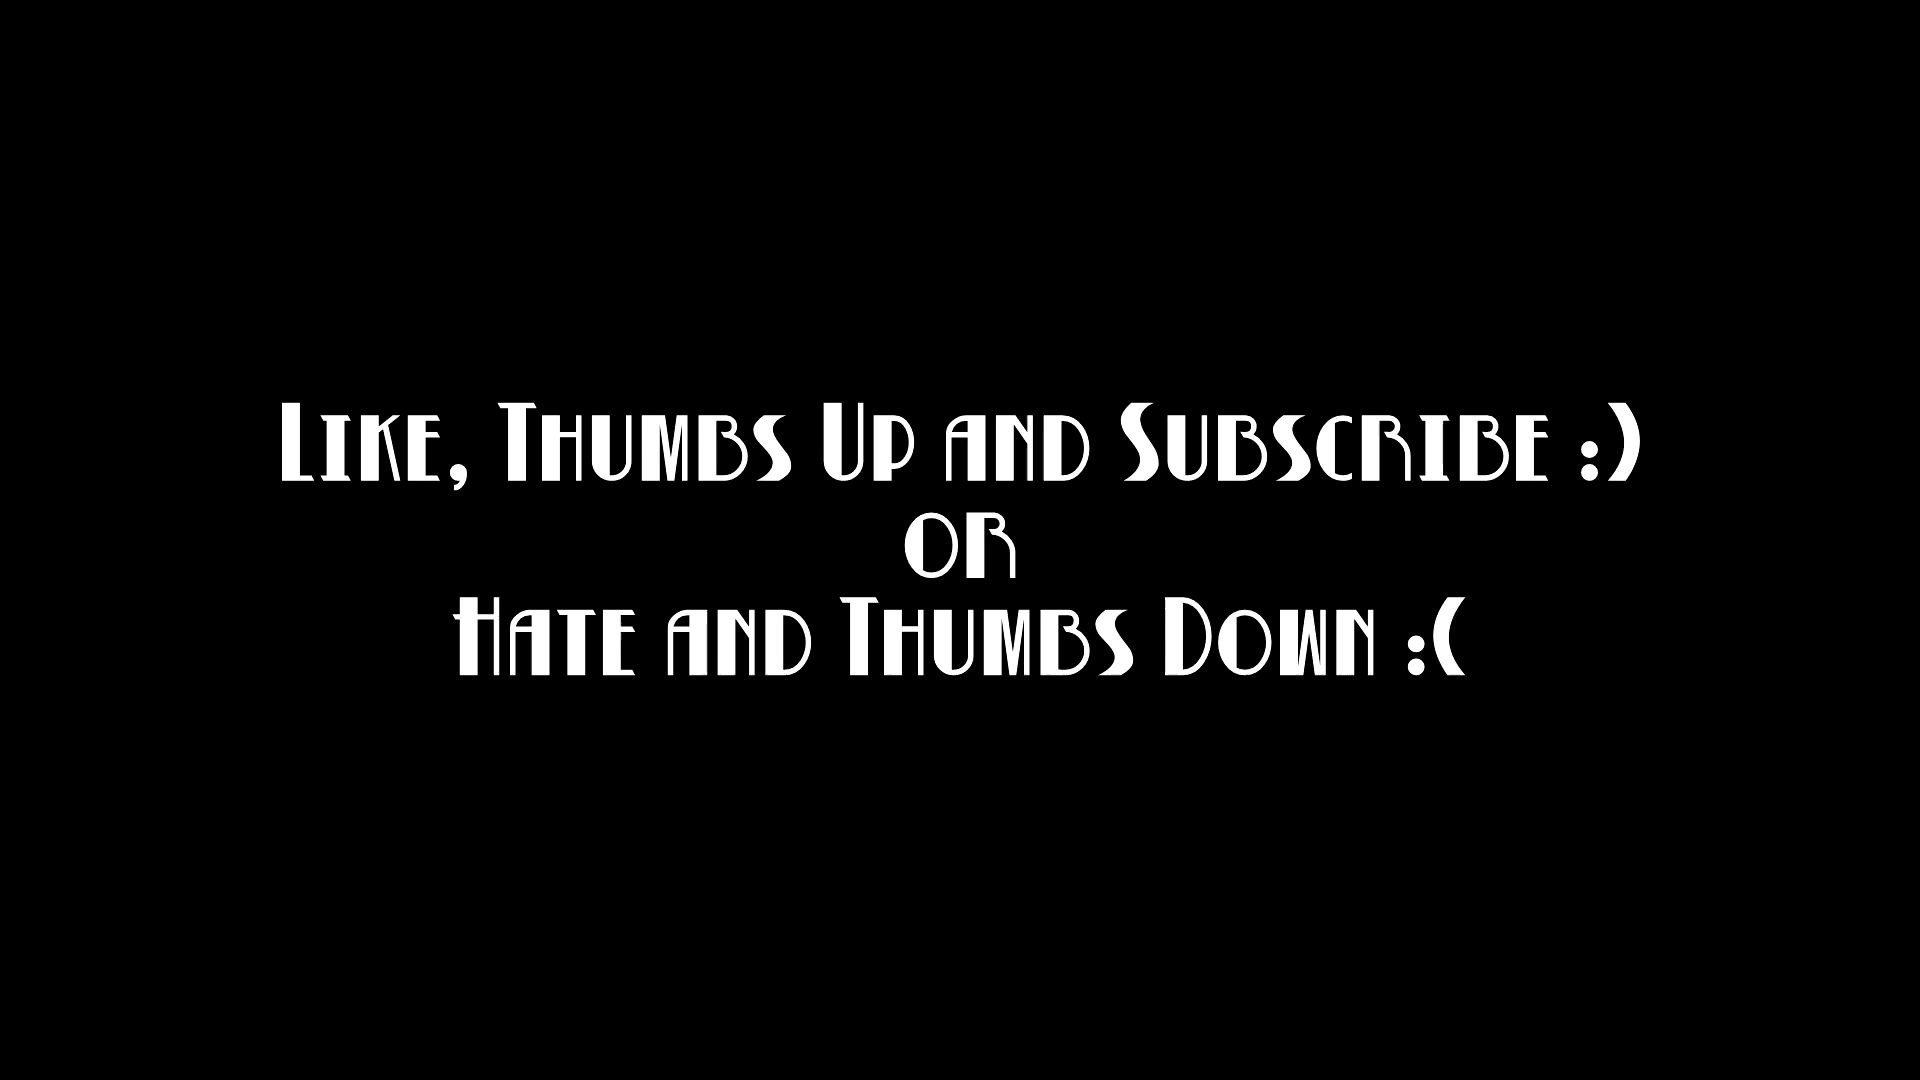 Like, Thumbs Up and Subscribe :)
or
Hate and Thumbs Down :(